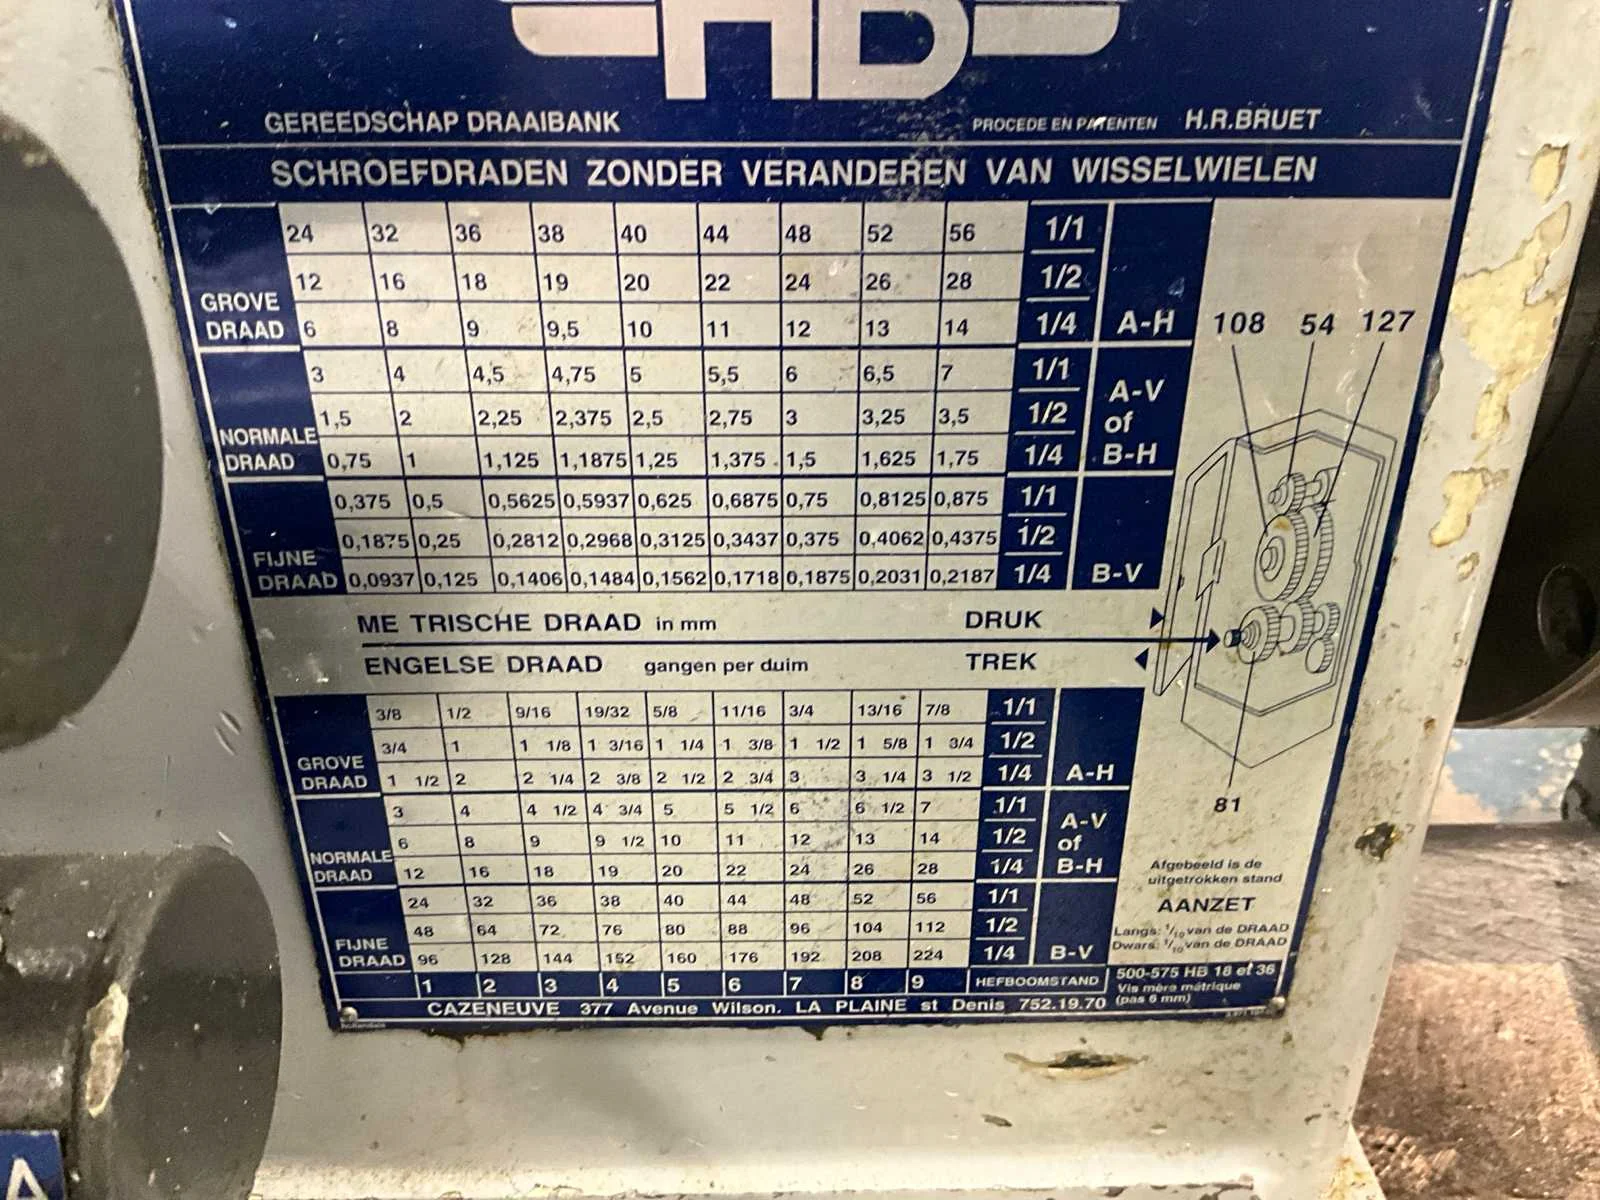 HB
GEREEDSCHAP DRAAIBANK PROCEDE EN PATENTEN H.R.BRUET
SCHROEFDRADEN ZONDER VERANDEREN VAN WISSELWIELEN
24 32 36 38 40 44 48 52 56 1/1
12 16 18 19 20 22 24 26 28 1/2
GROVE
DRAAD 6 8 9 9,5 10 11 12 13 14 1/4 A-H 108 54 127
3 4 4,5 4,75 5 5,5 6 6,5 7 1/1 A-V
1,5 2 2,25 2,375 2,5 2,75 3 3,25 3,5 1/2 of
NORMALE
DRAAD 0,75 1 1,125 1,1875 1,25 1,375 1,5 1,625 1,75 1/4 B-H
0,375 0,5 0,5625 0,5937 0,625 0,6875 0,75 0,8125 0,875 1/1
0,1875 0,25 0,2812 0,2968 0,3125 0,3437 0,375 0,4062 0,4375 1/2
FIJNE
DRAAD 0,0937 0,125 0,1406 0,1484 0,1562 0,1718 0,1875 0,2031 0,2187 1/4 B-V
ME TRISCHE DRAAD in mm DRUK
ENGELSE DRAAD gangen per duim TREK
3/8 1/2 9/16 19/32 5/8 11/16 3/4 13/16 7/8 1/1
3/4 1 1 1/8 1 3/16 1 1/4 1 3/8 1 1/2 1 5/8 1 3/4 1/2
GROVE
DRAAD 1 1/2 2 2 1/4 2 3/8 2 1/2 2 3/4 3 3 1/4 3 1/2 1/4 A-H
81
3 4 4 1/2 4 3/4 5 5 1/2 6 6 1/2 7 1/1 A-V
6 8 9 9 1/2 10 11 12 13 14 1/2 of
NORMALE
DRAAD 12 16 18 19 20 22 24 26 28 1/4 B-H
Afgebeeld is de
uitgetrokken stand
24 32 36 38 40 44 48 52 56 1/1
AANZET
48 64 72 76 80 88 96 104 112 1/2
Langs: 1/10 van de DRAAD
Dwars: 1/10 van de DRAAD
FIJNE
DRAAD 96 128 144 152 160 176 192 208 224 1/4 B-V
1 2 3 4 5 6 7 8 9 HEFBOOMSTAND
500-575 HB 18 et 36
Vis mère métrique
(pas 6 mm)
CAZENEUVE 377 Avenue Wilson. LA PLAINE st Denis 752.19.70
A